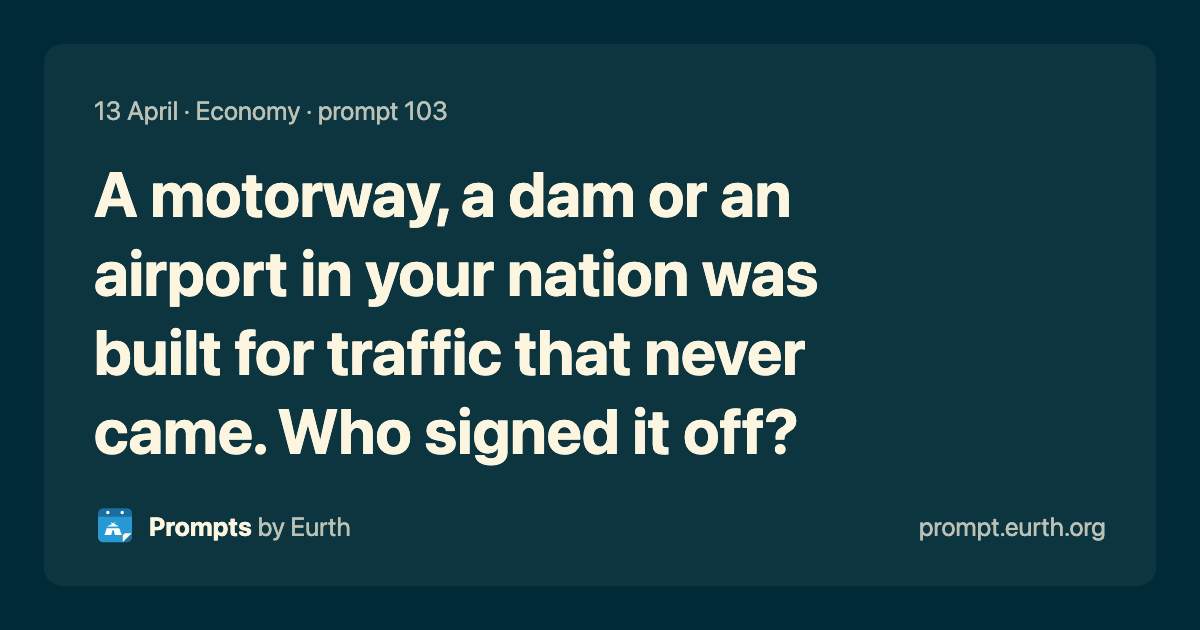 13 April · Economy · prompt 103
A motorway, a dam or an
airport in your nation was
built for traffic that never
came. Who signed it off?
Prompts by Eurth
prompt.eurth.org